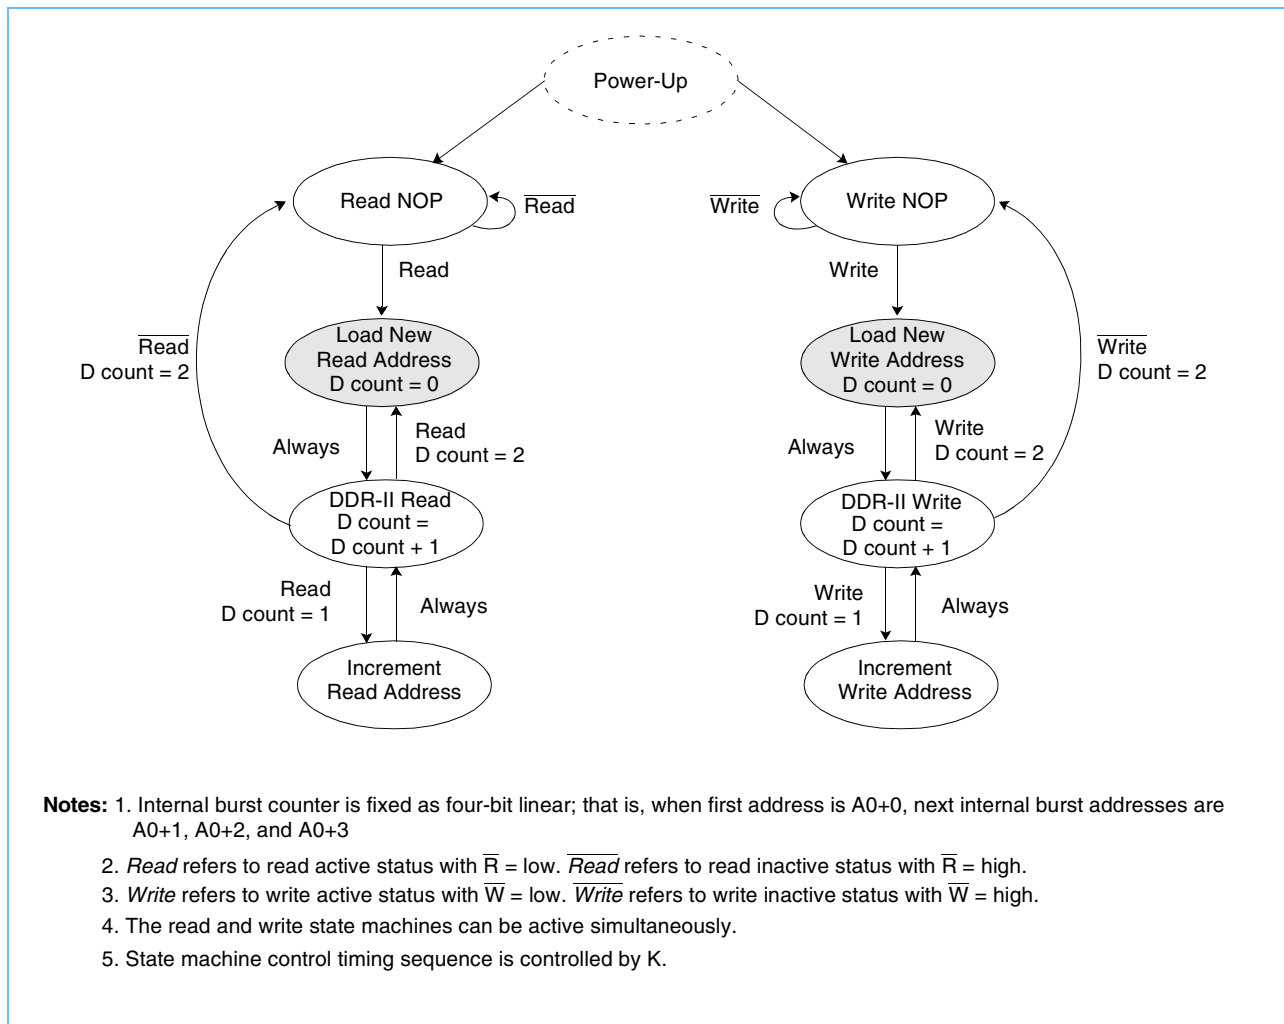 Power-Up
Read NOP
Read
Write
Write NOP
Read
Write
Load New
Read Address
D count = 0
Load New
Write Address
D count = 0
Read
D count = 2
Write
D count = 2
Always
Read
D count = 2
Always
Write
D count = 2
DDR-II Read
D count =
D count + 1
DDR-II Write
D count =
D count + 1
Read
D count = 1
Always
Write
D count = 1
Always
Increment
Read Address
Increment
Write Address
Notes: 1. Internal burst counter is fixed as four-bit linear; that is, when first address is A0+0, next internal burst addresses are
A0+1, A0+2, and A0+3
2. Read refers to read active status with R̅ = low. R̅e̅a̅d̅ refers to read inactive status with R̅ = high.
3. Write refers to write active status with W̅ = low. W̅r̅i̅t̅e̅ refers to write inactive status with W̅ = high.
4. The read and write state machines can be active simultaneously.
5. State machine control timing sequence is controlled by K.